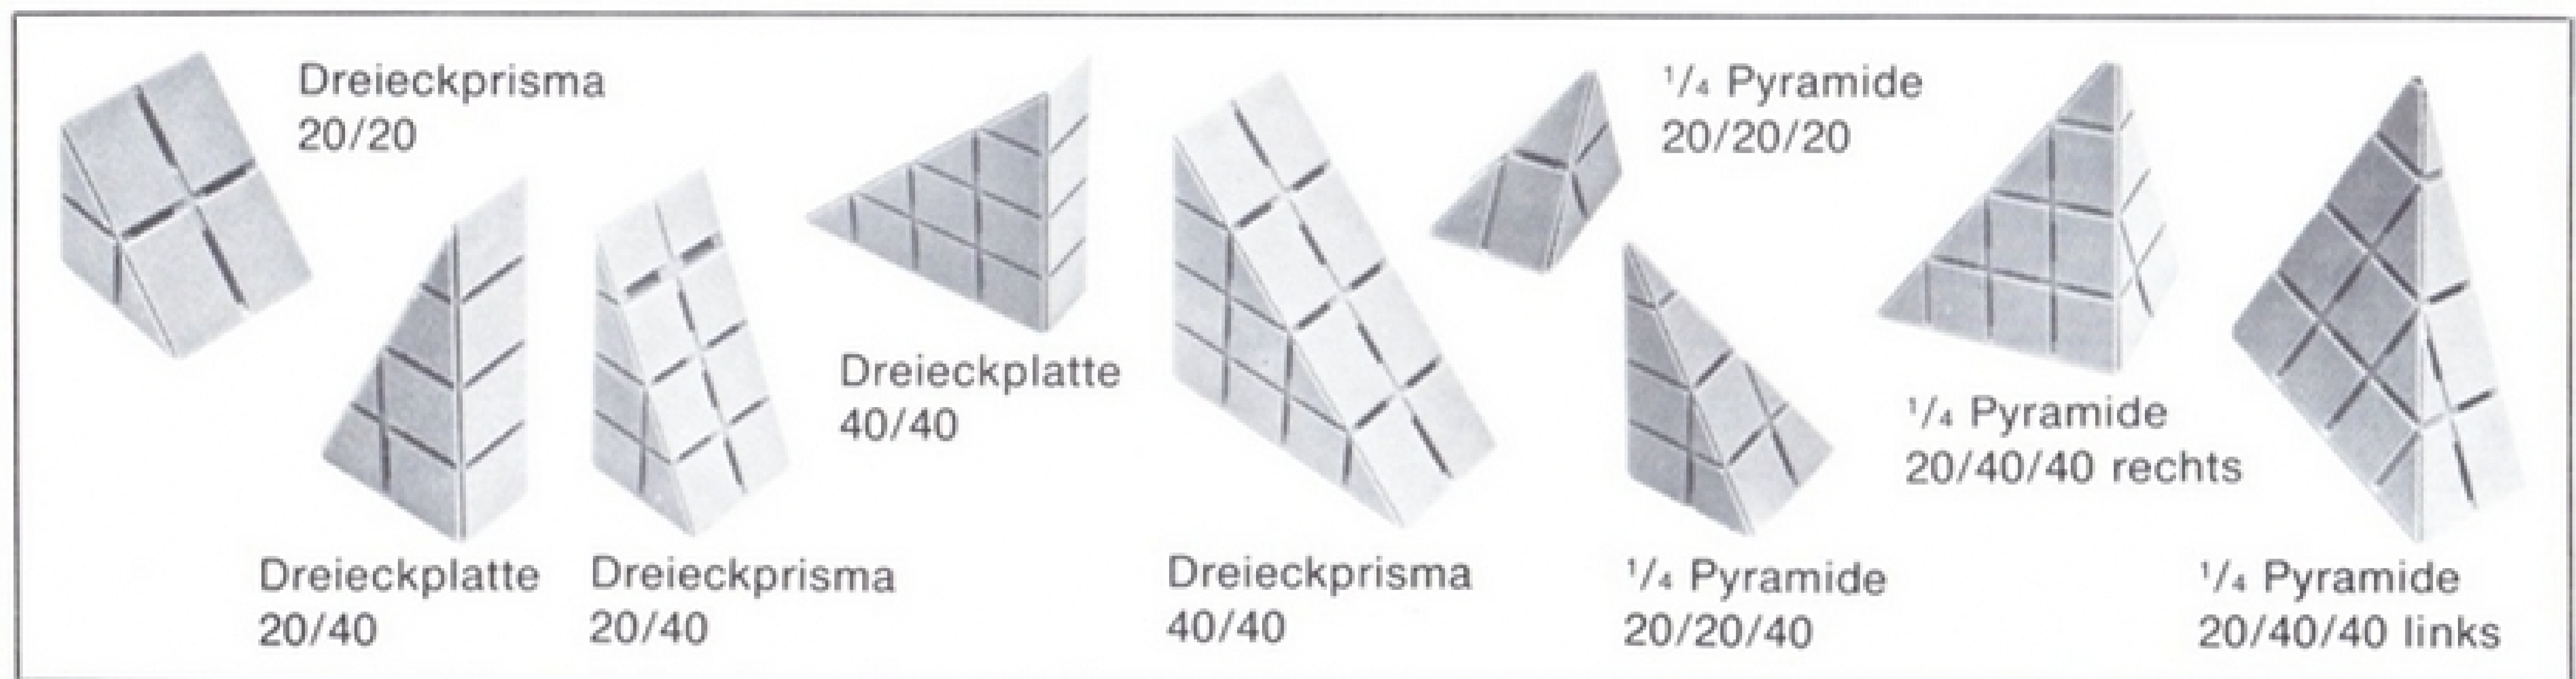 Dreieckprisma
20/20
Dreieckplatte
20/40
Dreieckprisma
20/40
Dreieckplatte
40/40
Dreieckprisma
40/40
1/4 Pyramide
20/20/20
1/4 Pyramide
20/20/40
1/4 Pyramide
20/40/40 rechts
1/4 Pyramide
20/40/40 links